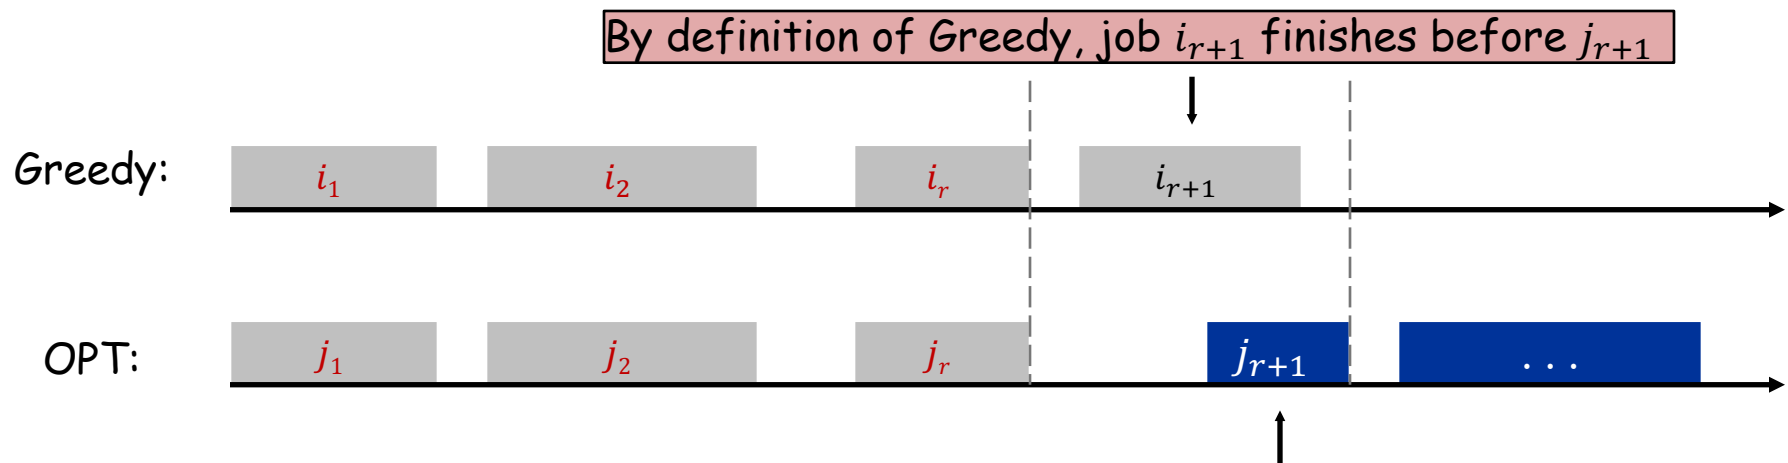 By definition of Greedy, job i_{r+1} finishes before j_{r+1}
Greedy: i_1 i_2 i_r i_{r+1}
OPT: j_1 j_2 j_r j_{r+1} . . .